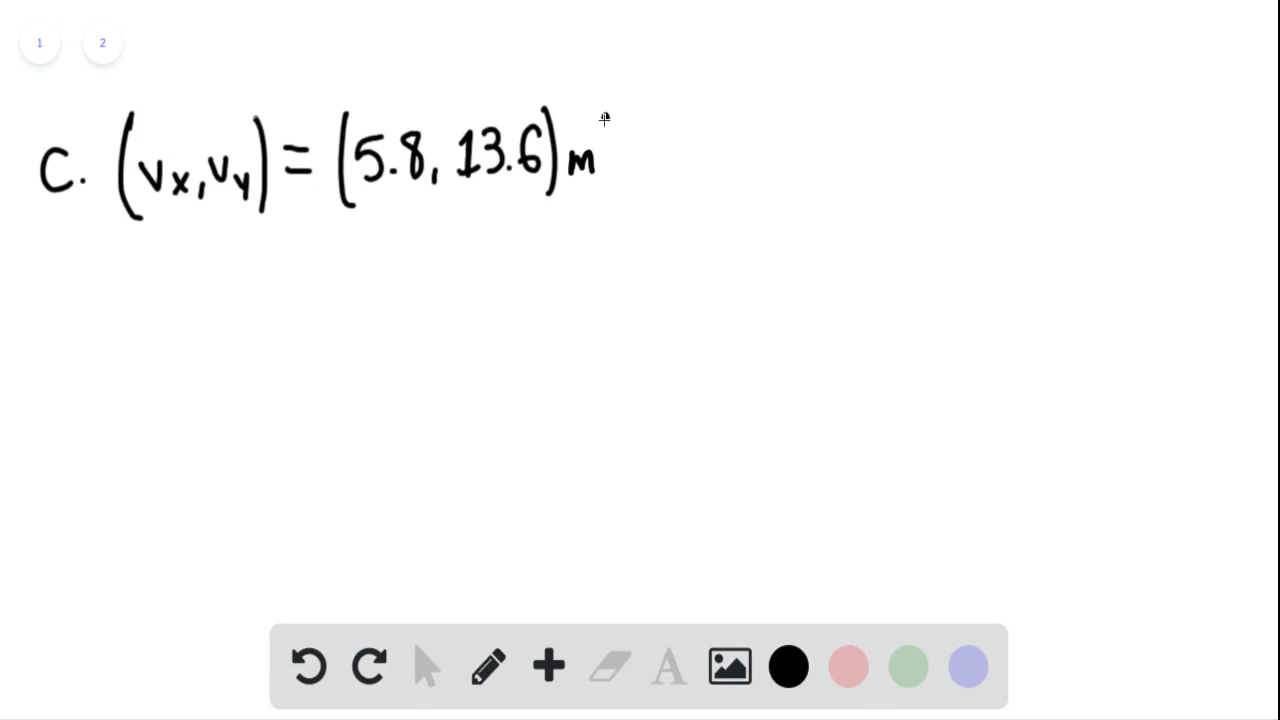 1 2
C. (vx, vy) = (5.8, 13.6) m
A